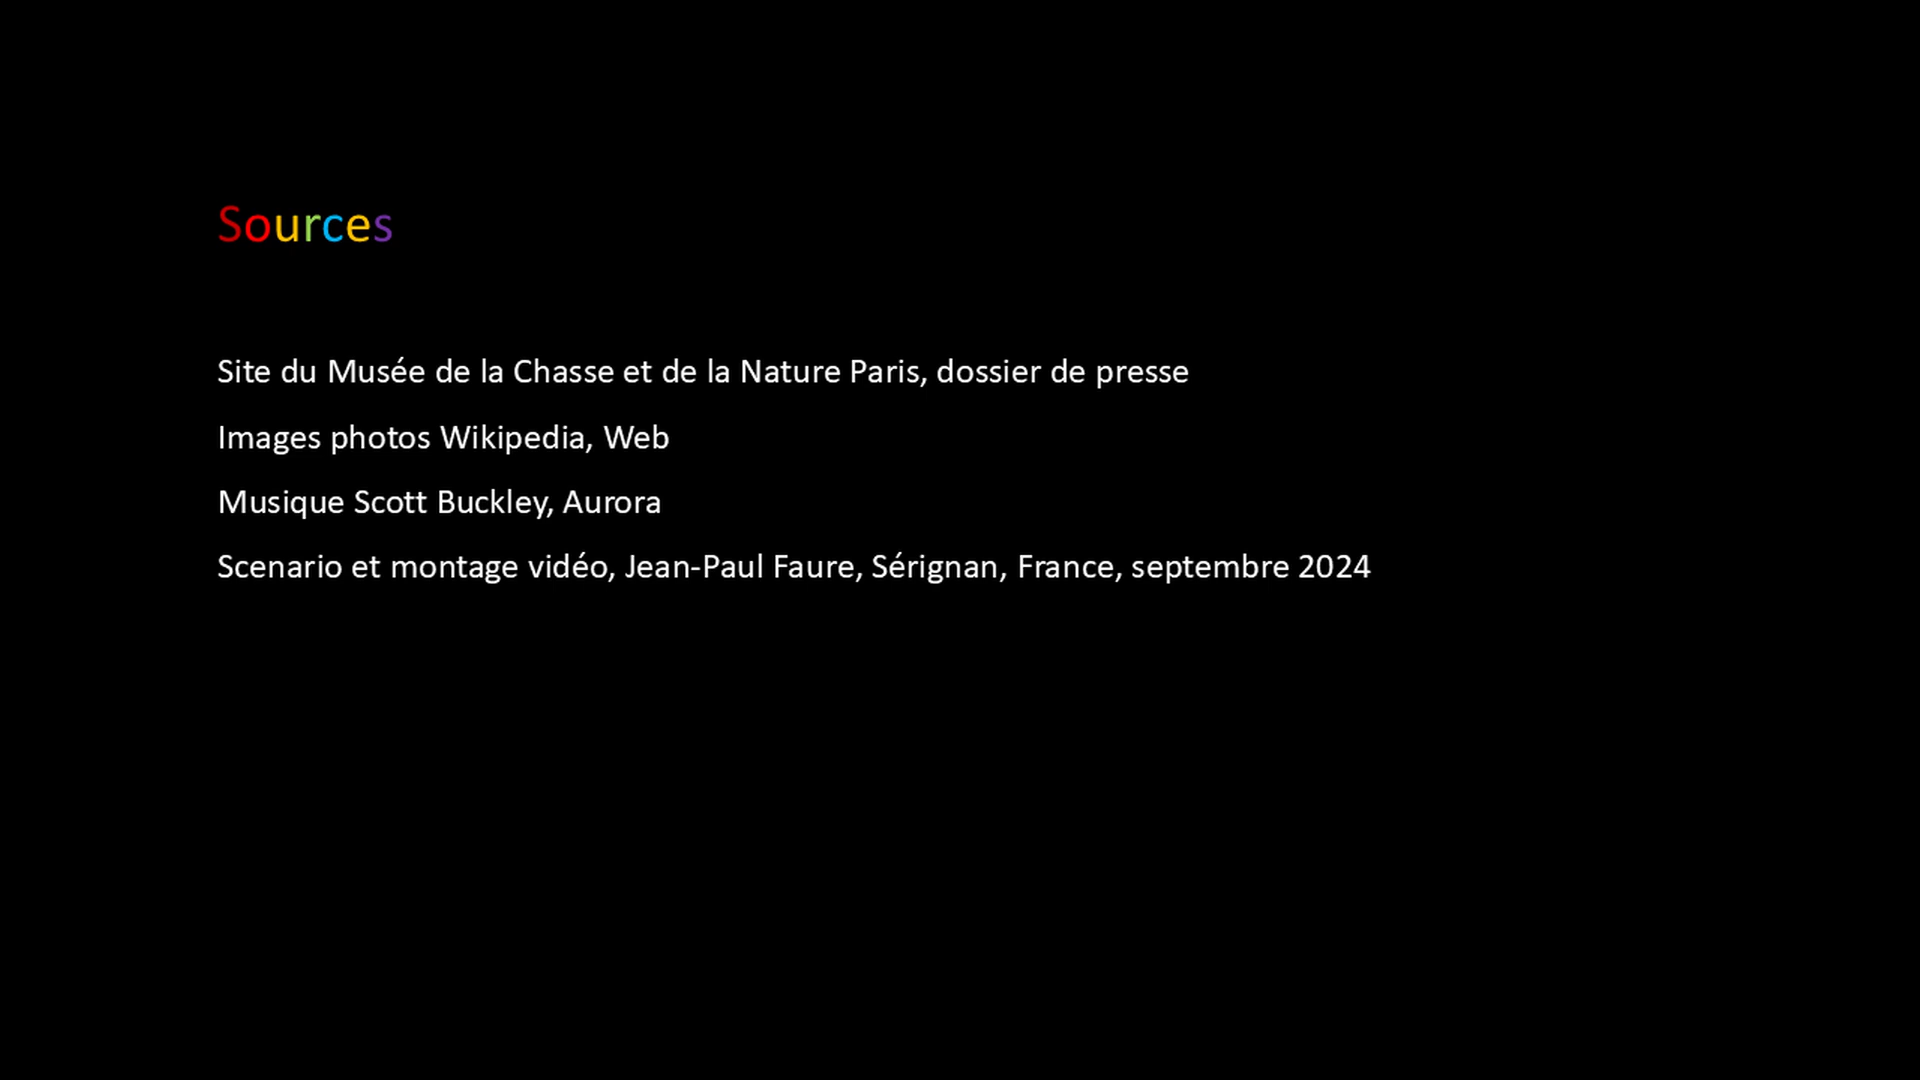 Sources
Site du Musée de la Chasse et de la Nature Paris, dossier de presse
Images photos Wikipedia, Web
Musique Scott Buckley, Aurora
Scenario et montage vidéo, Jean-Paul Faure, Sérignan, France, septembre 2024